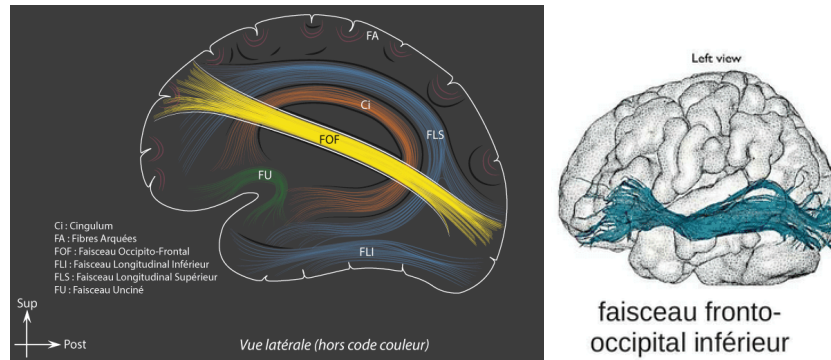 FA
Ci
FOF
FLS
FU
FLI
Ci : Cingulum
FA : Fibres Arquées
FOF : Faisceau Occipito-Frontal
FLI : Faisceau Longitudinal Inférieur
FLS : Faisceau Longitudinal Supérieur
FU : Faisceau Unciné
Sup
Post
Vue latérale (hors code couleur)
Left view
faisceau fronto-
occipital inférieur